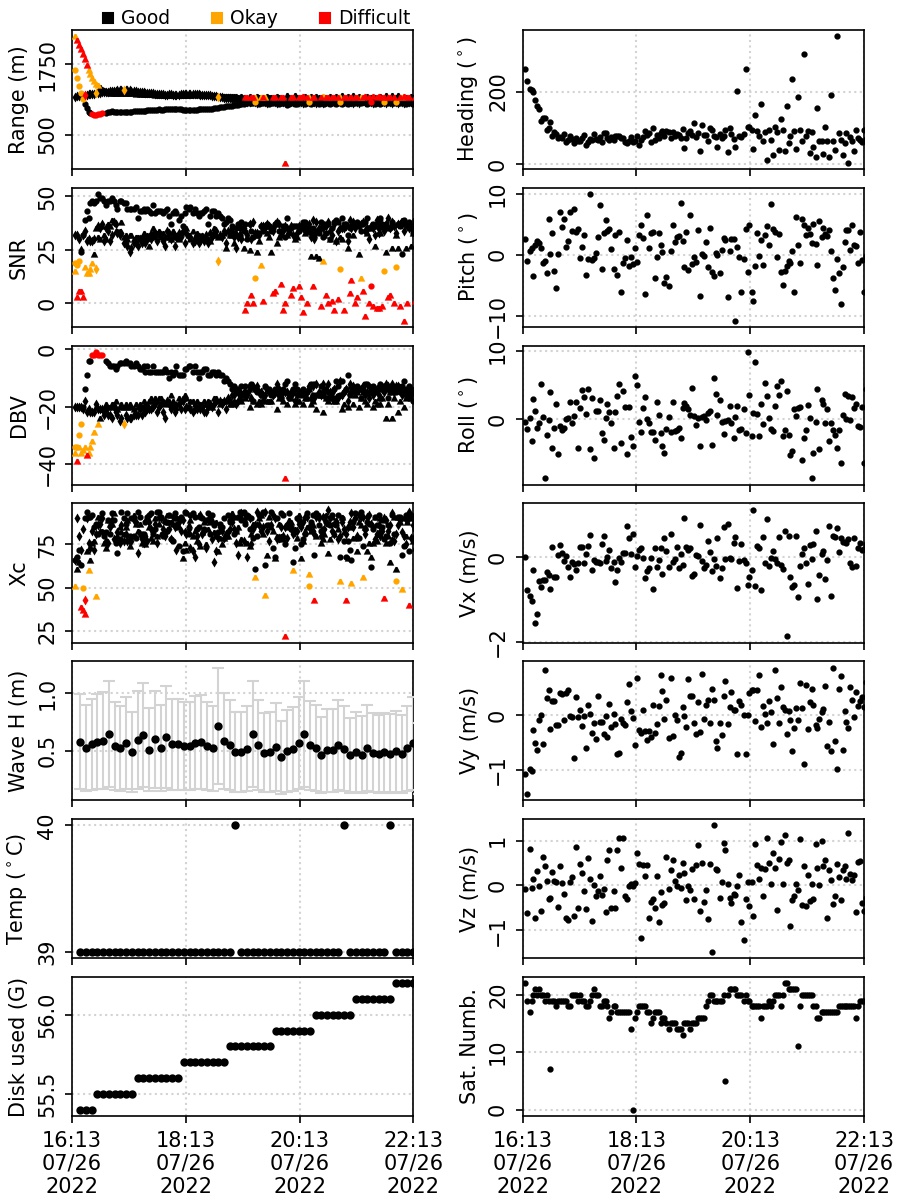 Good Okay Difficult
Range (m)
1750
500
Heading (°)
200
0
SNR
50
25
0
Pitch (°)
10
0
−10
DBV
0
−20
−40
Roll (°)
10
0
Xc
75
50
25
Vx (m/s)
0
−2
Wave H (m)
1.0
0.5
Vy (m/s)
0
−1
Temp (°C)
40
39
Vz (m/s)
1
0
−1
Disk used (G)
56.0
55.5
Sat. Numb.
20
10
0
16:13 18:13 20:13 22:13
07/26 07/26 07/26 07/26
2022 2022 2022 2022
16:13 18:13 20:13 22:13
07/26 07/26 07/26 07/26
2022 2022 2022 2022